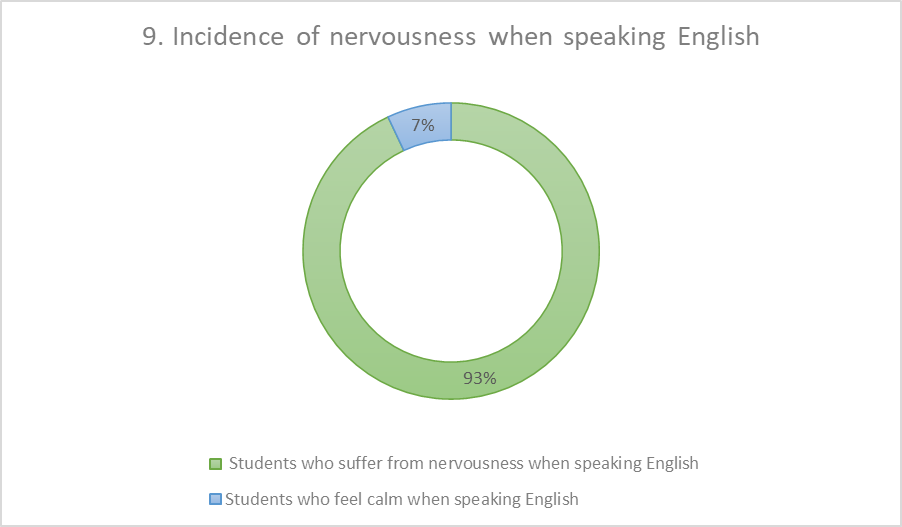 9. Incidence of nervousness when speaking English
7%
93%
Students who suffer from nervousness when speaking English
Students who feel calm when speaking English